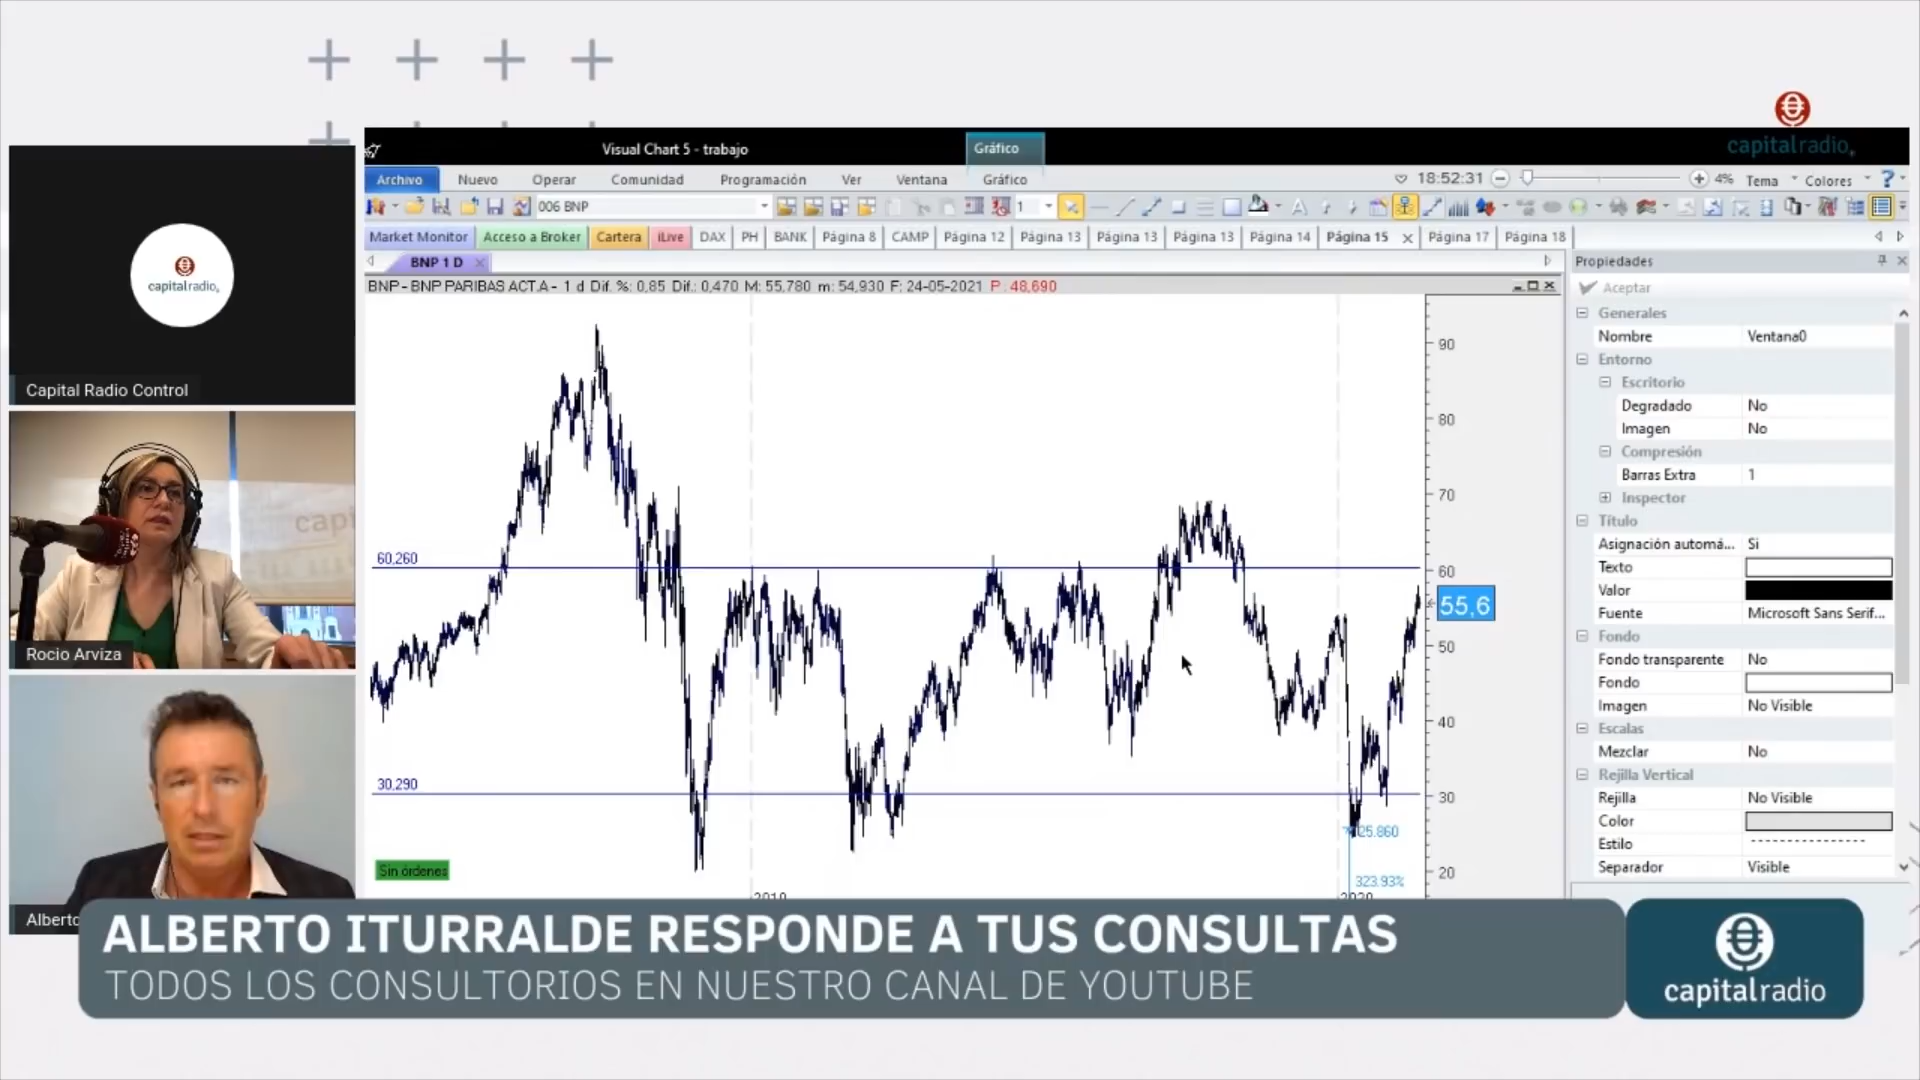 capitalradio
Visual Chart 5 - trabajo
Gráfico
Archivo Nuevo Operar Comunidad Programación Ver Ventana Gráfico
18:52:31 4% Tema Colores ?
006 BNP 1
Market Monitor Acceso a Broker Cartera iLive DAX PH BANK Página 8 CAMP Página 12 Página 13 Página 13 Página 13 Página 14 Página 15 Página 17 Página 18
BNP 1 D
BNP - BNP PARIBAS ACT.A - 1 d Dif. %: 0,85 Dif.: 0,470 M: 55,780 m: 54,930 F: 24-05-2021 P: 48,690
90
80
70
60
50
40
30
20
60,260
55,6
30,290
25.860
323.93%
Sin órdenes
2010
2020
Propiedades
Aceptar
Generales
Nombre Ventana0
Entorno
Escritorio
Degradado No
Imagen No
Compresión
Barras Extra 1
Inspector
Título
Asignación automá... Si
Texto
Valor
Fuente Microsoft Sans Serif...
Fondo
Fondo transparente No
Fondo
Imagen No Visible
Escalas
Mezclar No
Rejilla Vertical
Rejilla No Visible
Color
Estilo
Separador Visible
capitalradio
Capital Radio Control
Rocio Arviza
Alberto
ALBERTO ITURRALDE RESPONDE A TUS CONSULTAS
TODOS LOS CONSULTORIOS EN NUESTRO CANAL DE YOUTUBE
capitalradio